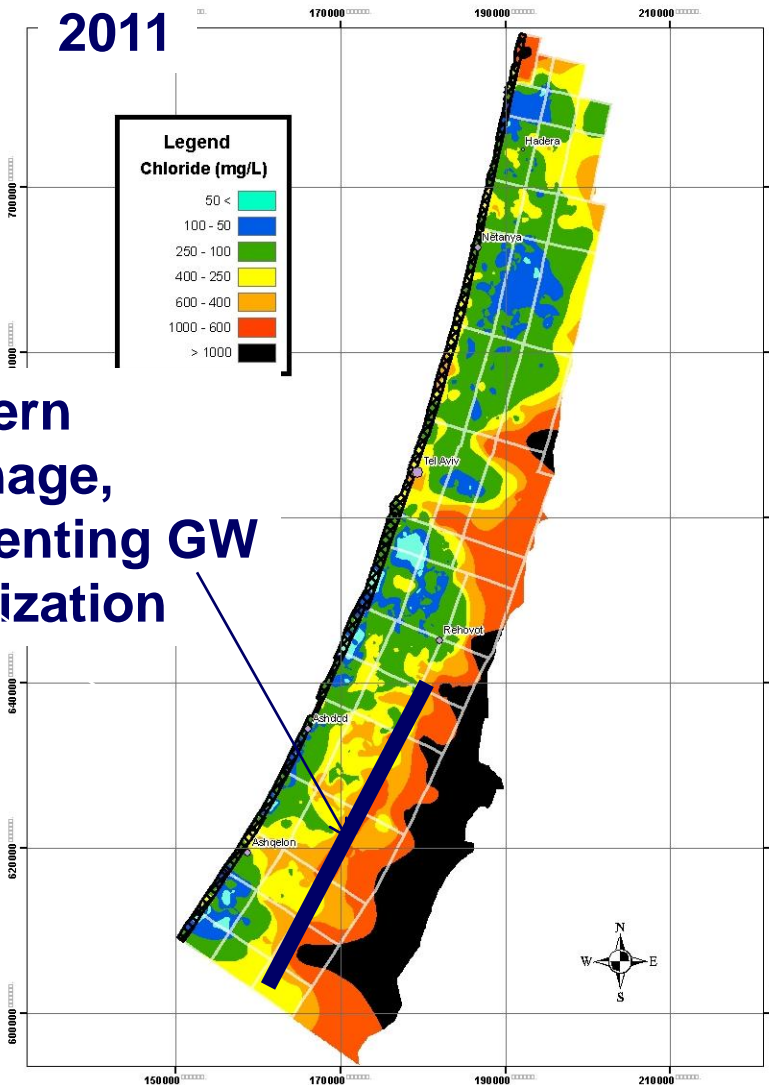 2011
170000
190000
210000
Legend
Chloride (mg/L)
50 <
100 - 50
250 - 100
400 - 250
600 - 400
1000 - 600
> 1000
Hadera
Netanya
Tel Aviv
Rehovot
Ashdod
Ashqelon
ern
nage,
enting GW
ization
700000
640000
620000
600000
N
W
E
S
150000
170000
190000
210000